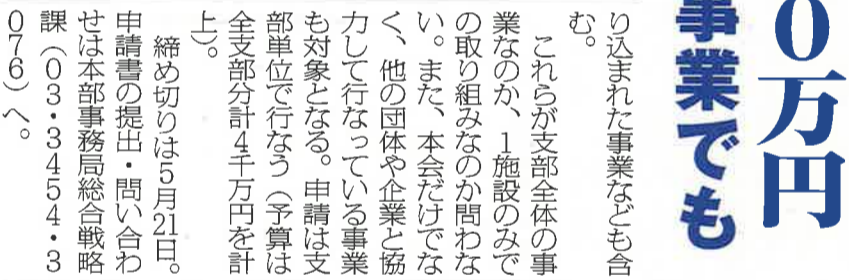 ０万円
事業でも
り込まれた事業なども含
む。
これらが支部全体の事
業なのか、１施設のみで
の取り組みなのか問わな
い。また、本会だけでな
く、他の団体や企業と協
力して行なっている事業
も対象となる。申請は支
部単位で行なう（予算は
全支部分計４千万円を計
上）。
締め切りは５月21日。
申請書の提出・問い合わ
せは本部事務局総合戦略
課（０３・３４５４・３
０７６）へ。